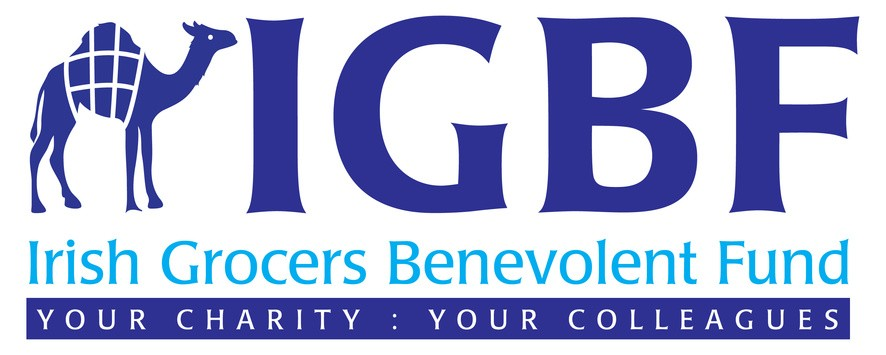 IGBF
Irish Grocers Benevolent Fund
YOUR CHARITY : YOUR COLLEAGUES